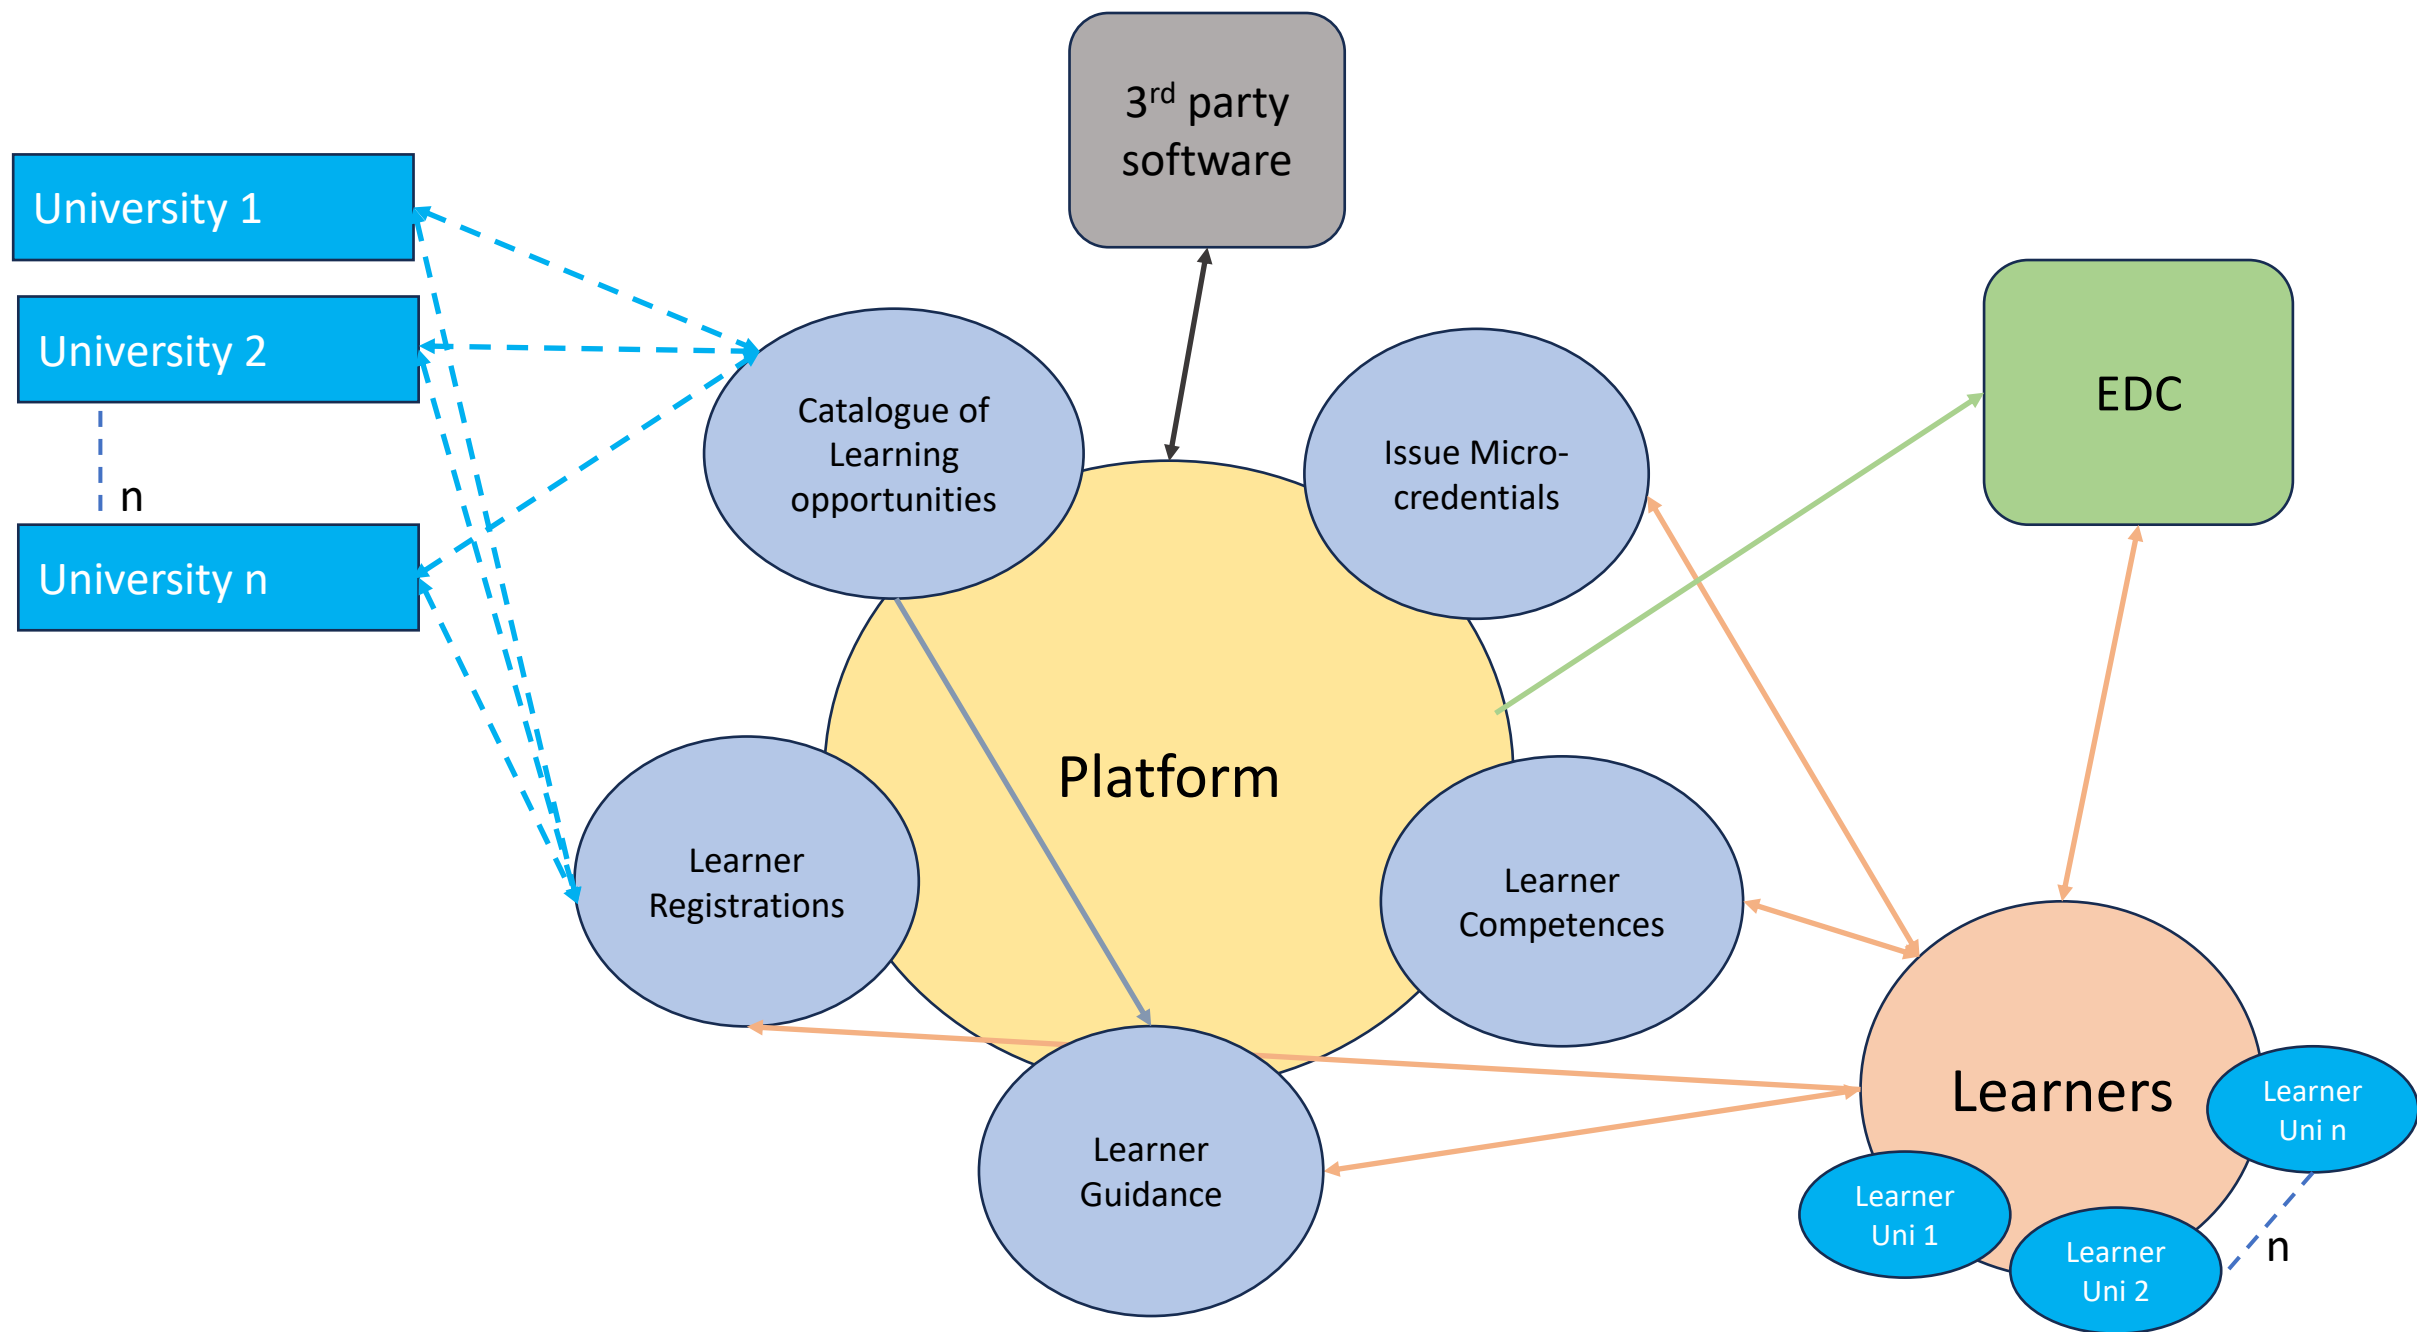 3rd party
software
University 1
University 2
n
University n
EDC
Catalogue of
Learning
opportunities
Issue Micro-
credentials
Platform
Learner
Registrations
Learner
Competences
Learner
Guidance
Learners
Learner
Uni n
Learner
Uni 1
Learner
Uni 2
n